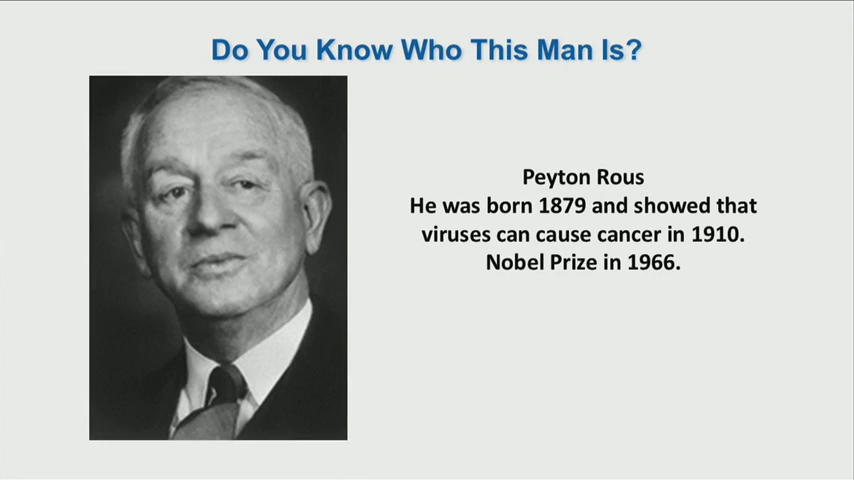 Do You Know Who This Man Is?
Peyton Rous
He was born 1879 and showed that
viruses can cause cancer in 1910.
Nobel Prize in 1966.